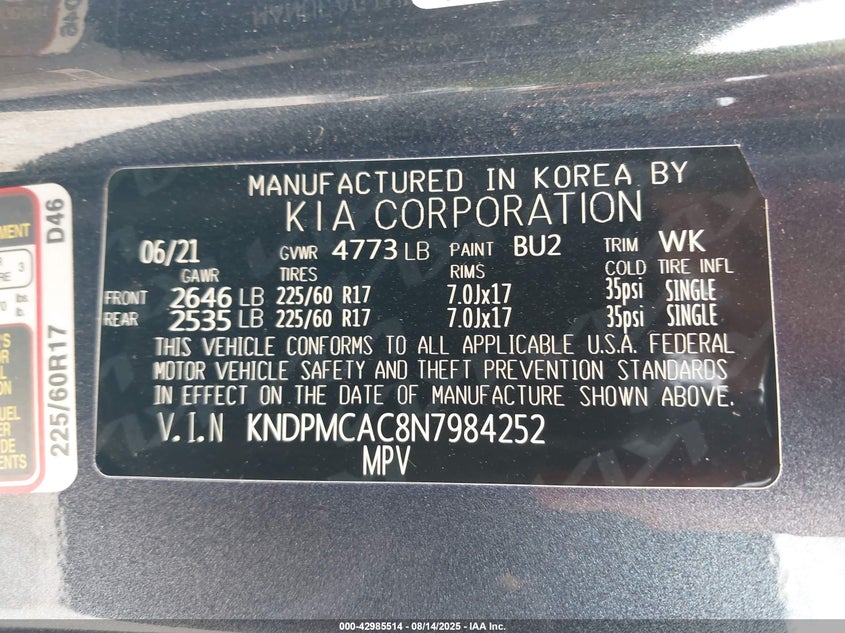 MANUFACTURED IN KOREA BY
KIA CORPORATION
06/21 GVWR 4773 LB PAINT BU2 TRIM WK
GAWR TIRES RIMS COLD TIRE INFL
FRONT 2646 LB 225/60 R17 7.0Jx17 35psi SINGLE
REAR 2535 LB 225/60 R17 7.0Jx17 35psi SINGLE
THIS VEHICLE CONFORMS TO ALL APPLICABLE U.S.A. FEDERAL
MOTOR VEHICLE SAFETY AND THEFT PREVENTION STANDARDS
IN EFFECT ON THE DATE OF MANUFACTURE SHOWN ABOVE.
V.I.N KNDPMCAC8N7984252
MPV
225/60R17 D46
000-42985514 - 08/14/2025 - IAA Inc.